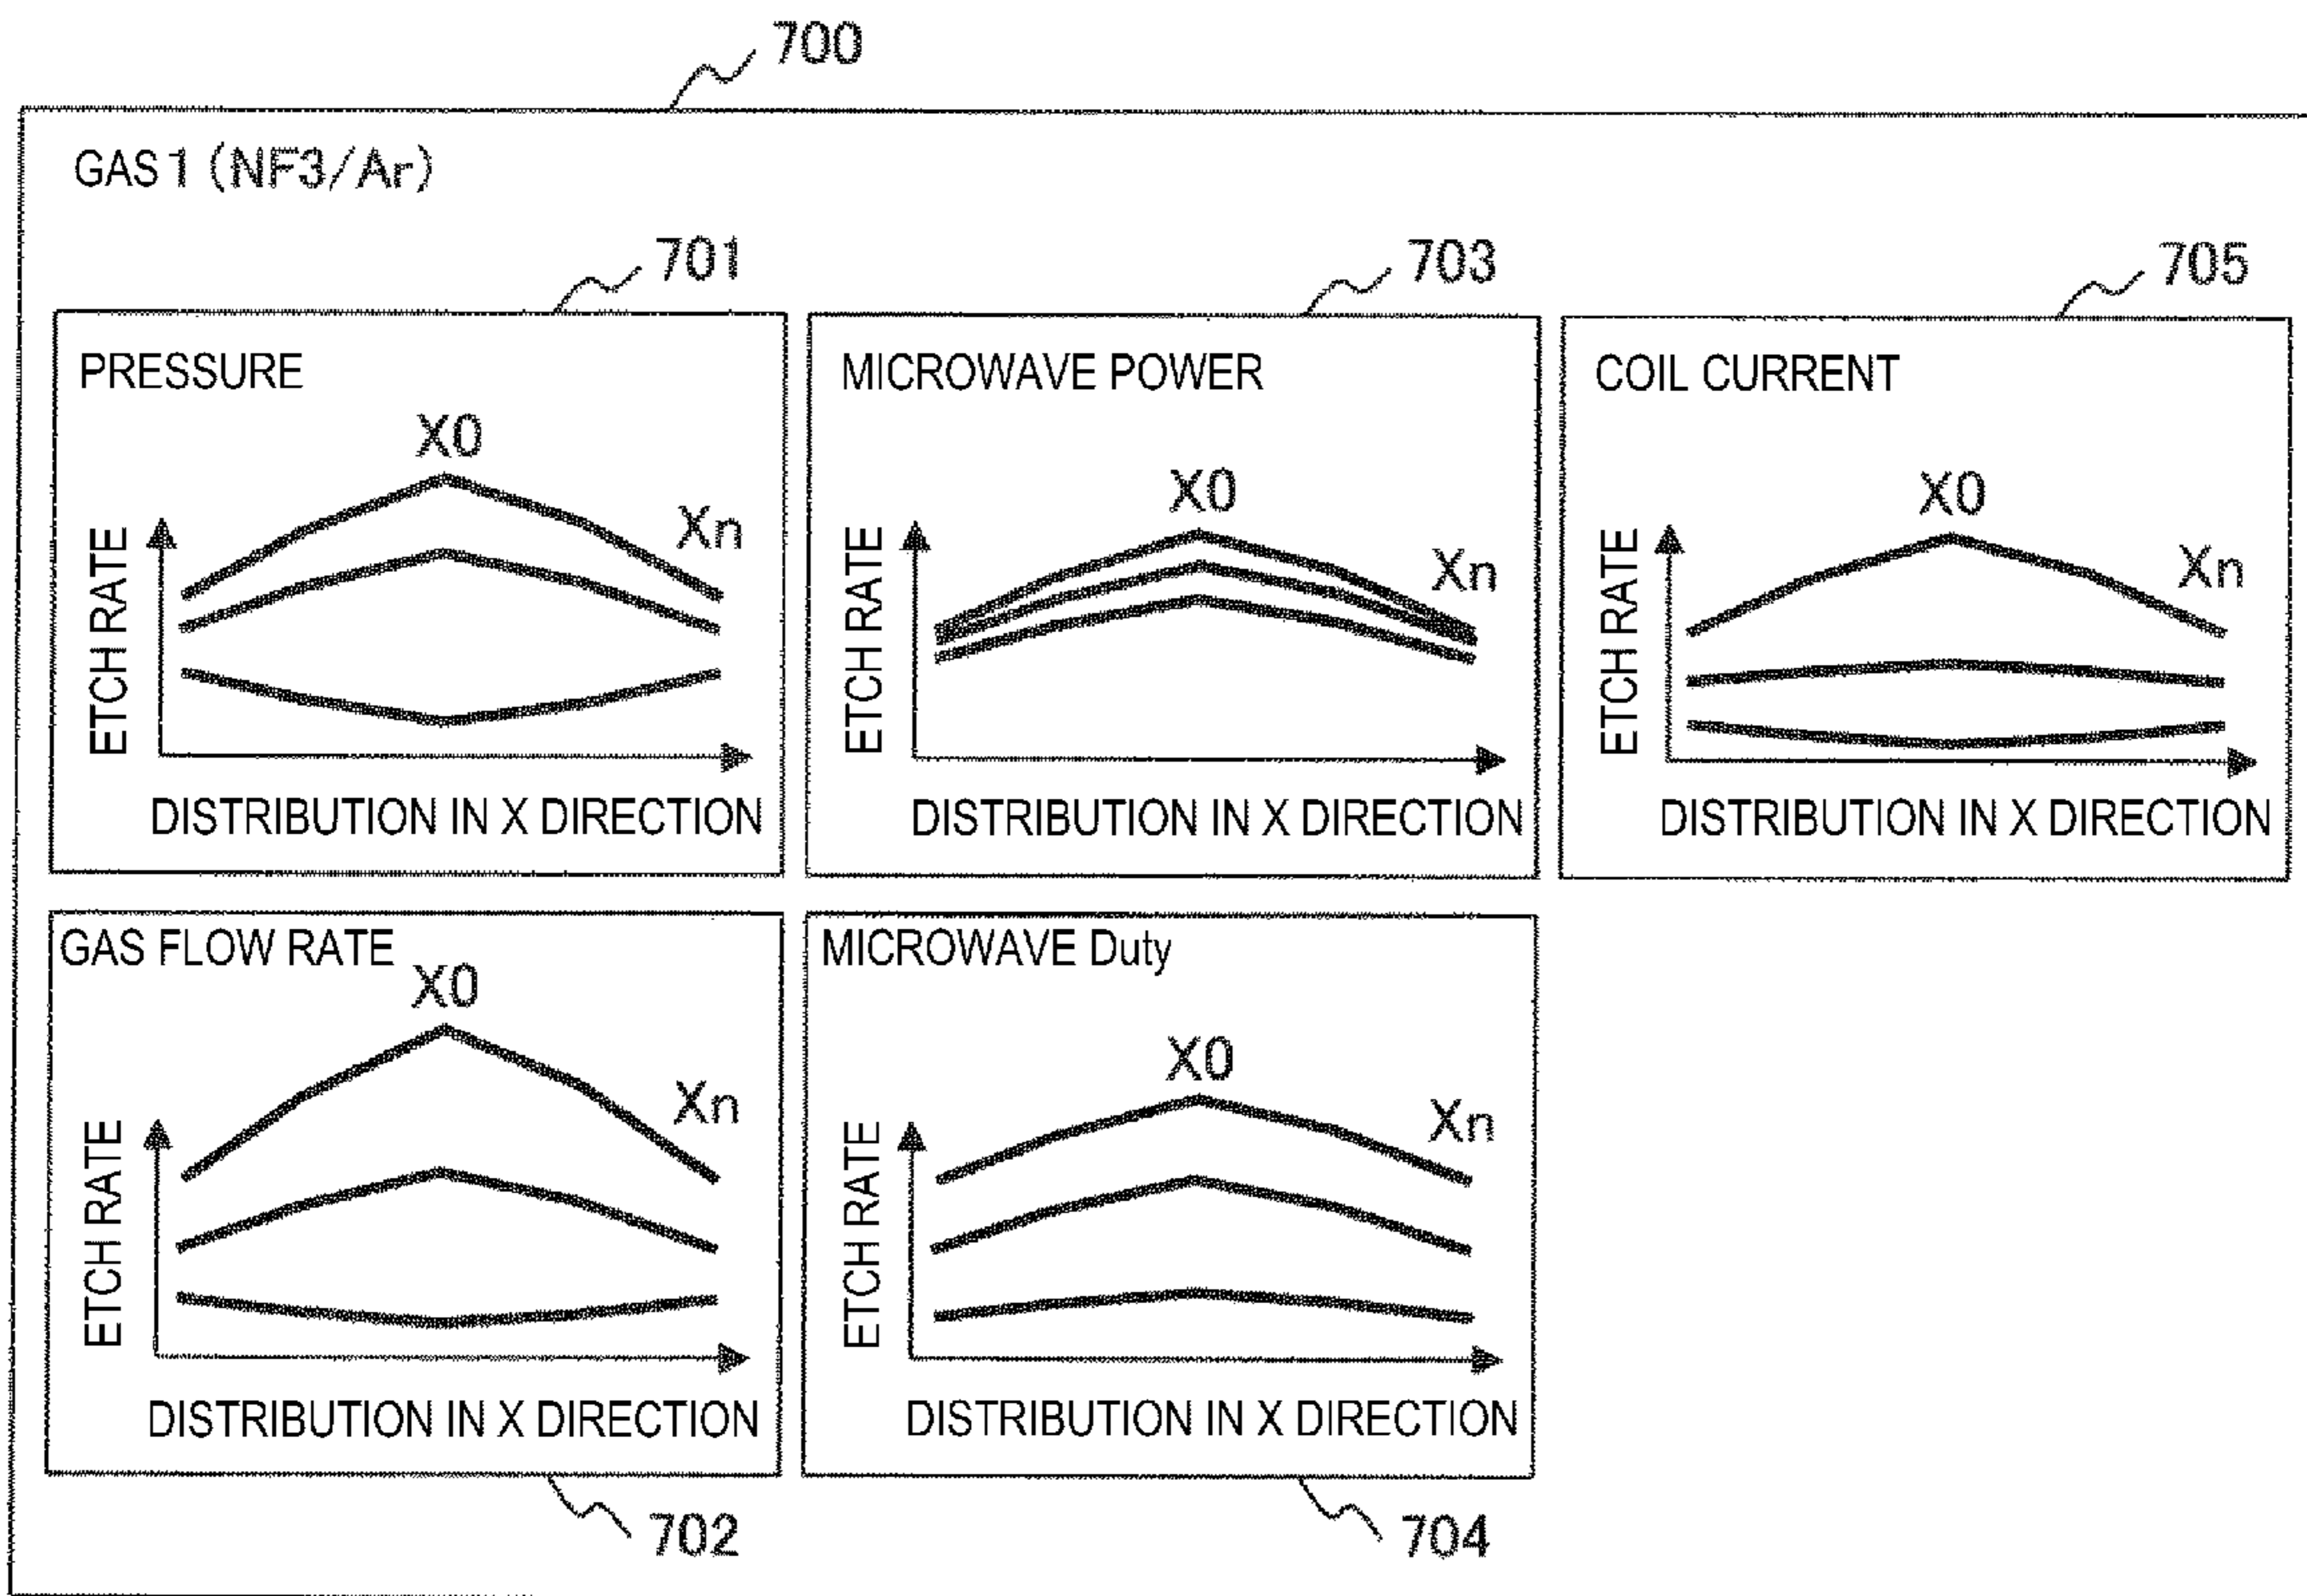 700
GAS 1 (NF3/Ar)
701
PRESSURE
X0
Xn
ETCH RATE
DISTRIBUTION IN X DIRECTION
703
MICROWAVE POWER
X0
Xn
ETCH RATE
DISTRIBUTION IN X DIRECTION
705
COIL CURRENT
X0
Xn
ETCH RATE
DISTRIBUTION IN X DIRECTION
GAS FLOW RATE
X0
Xn
ETCH RATE
DISTRIBUTION IN X DIRECTION
702
MICROWAVE Duty
X0
Xn
ETCH RATE
DISTRIBUTION IN X DIRECTION
704